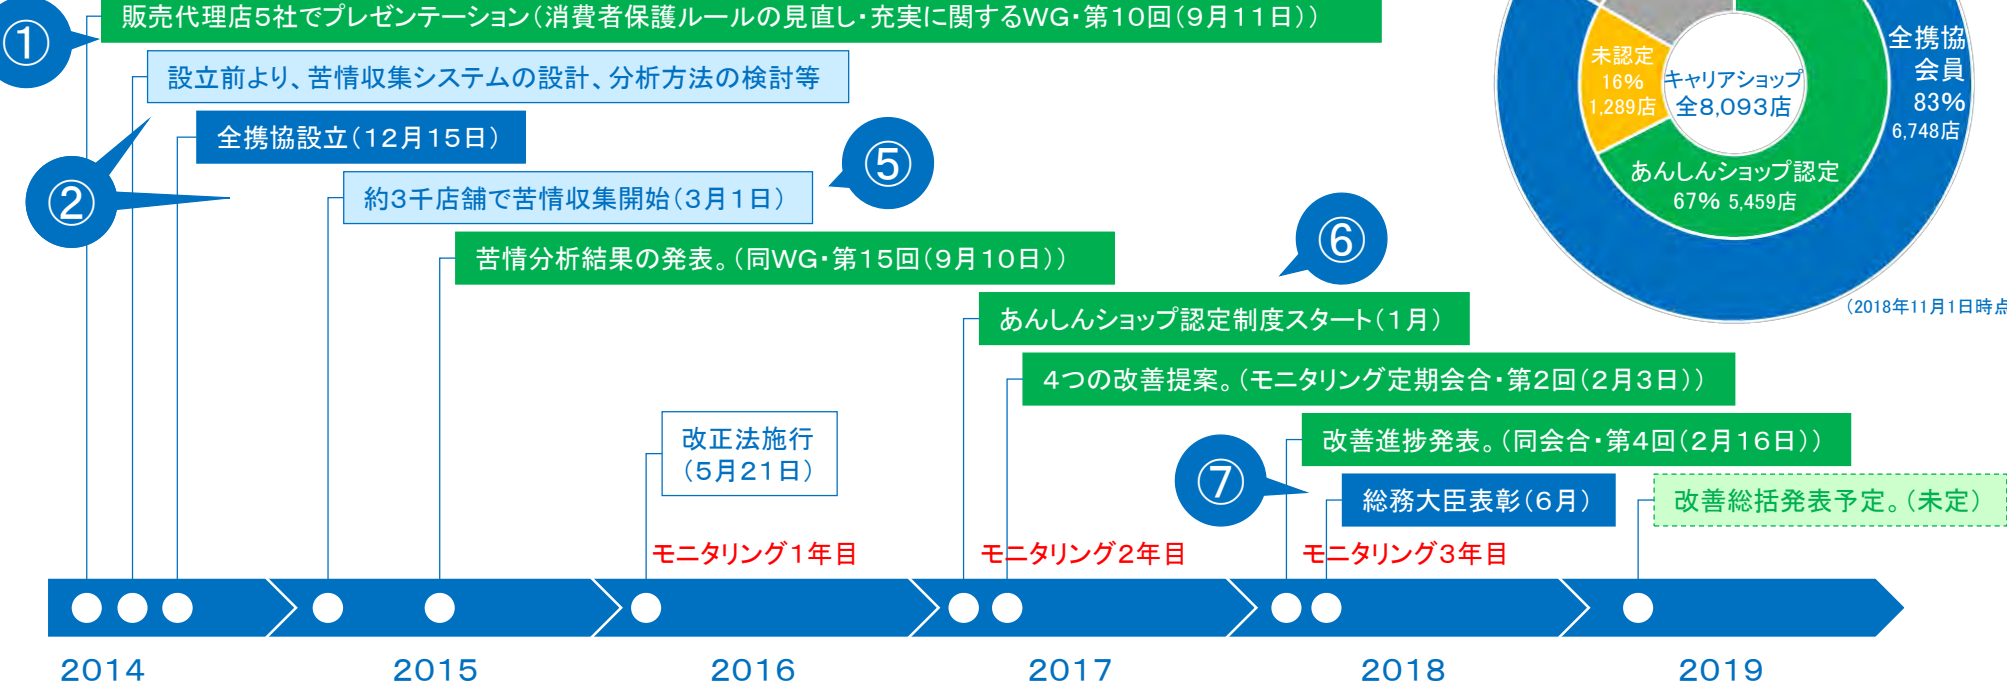 ①
販売代理店5社でプレゼンテーション(消費者保護ルールの見直し・充実に関するWG・第10回(9月11日))
設立前より、苦情収集システムの設計、分析方法の検討等
全携協設立(12月15日)
②
約3千店舗で苦情収集開始(3月1日)
⑤
苦情分析結果の発表。(同WG・第15回(9月10日))
⑥
あんしんショップ認定制度スタート(1月)
4つの改善提案。(モニタリング定期会合・第2回(2月3日))
改正法施行
(5月21日)
改善進捗発表。(同会合・第4回(2月16日))
⑦
総務大臣表彰(6月)
改善総括発表予定。(未定)
モニタリング1年目
モニタリング2年目
モニタリング3年目
2014
2015
2016
2017
2018
2019
全携協
会員
83%
6,748店
未認定
16%
1,289店
キャリアショップ
全8,093店
あんしんショップ認定
67% 5,459店
(2018年11月1日時点